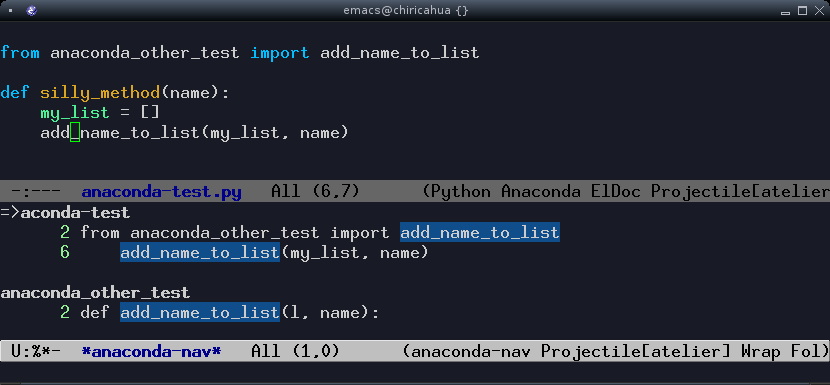 emacs@chiricahua {}
from anaconda_other_test import add_name_to_list
def silly_method(name):
    my_list = []
    add_name_to_list(my_list, name)
-:--- anaconda-test.py All (6,7) (Python Anaconda ElDoc Projectile[atelier
=>aconda-test
2 from anaconda_other_test import add_name_to_list
6     add_name_to_list(my_list, name)
anaconda_other_test
2 def add_name_to_list(l, name):
U:%*- *anaconda-nav* All (1,0) (anaconda-nav Projectile[atelier] Wrap Fol)